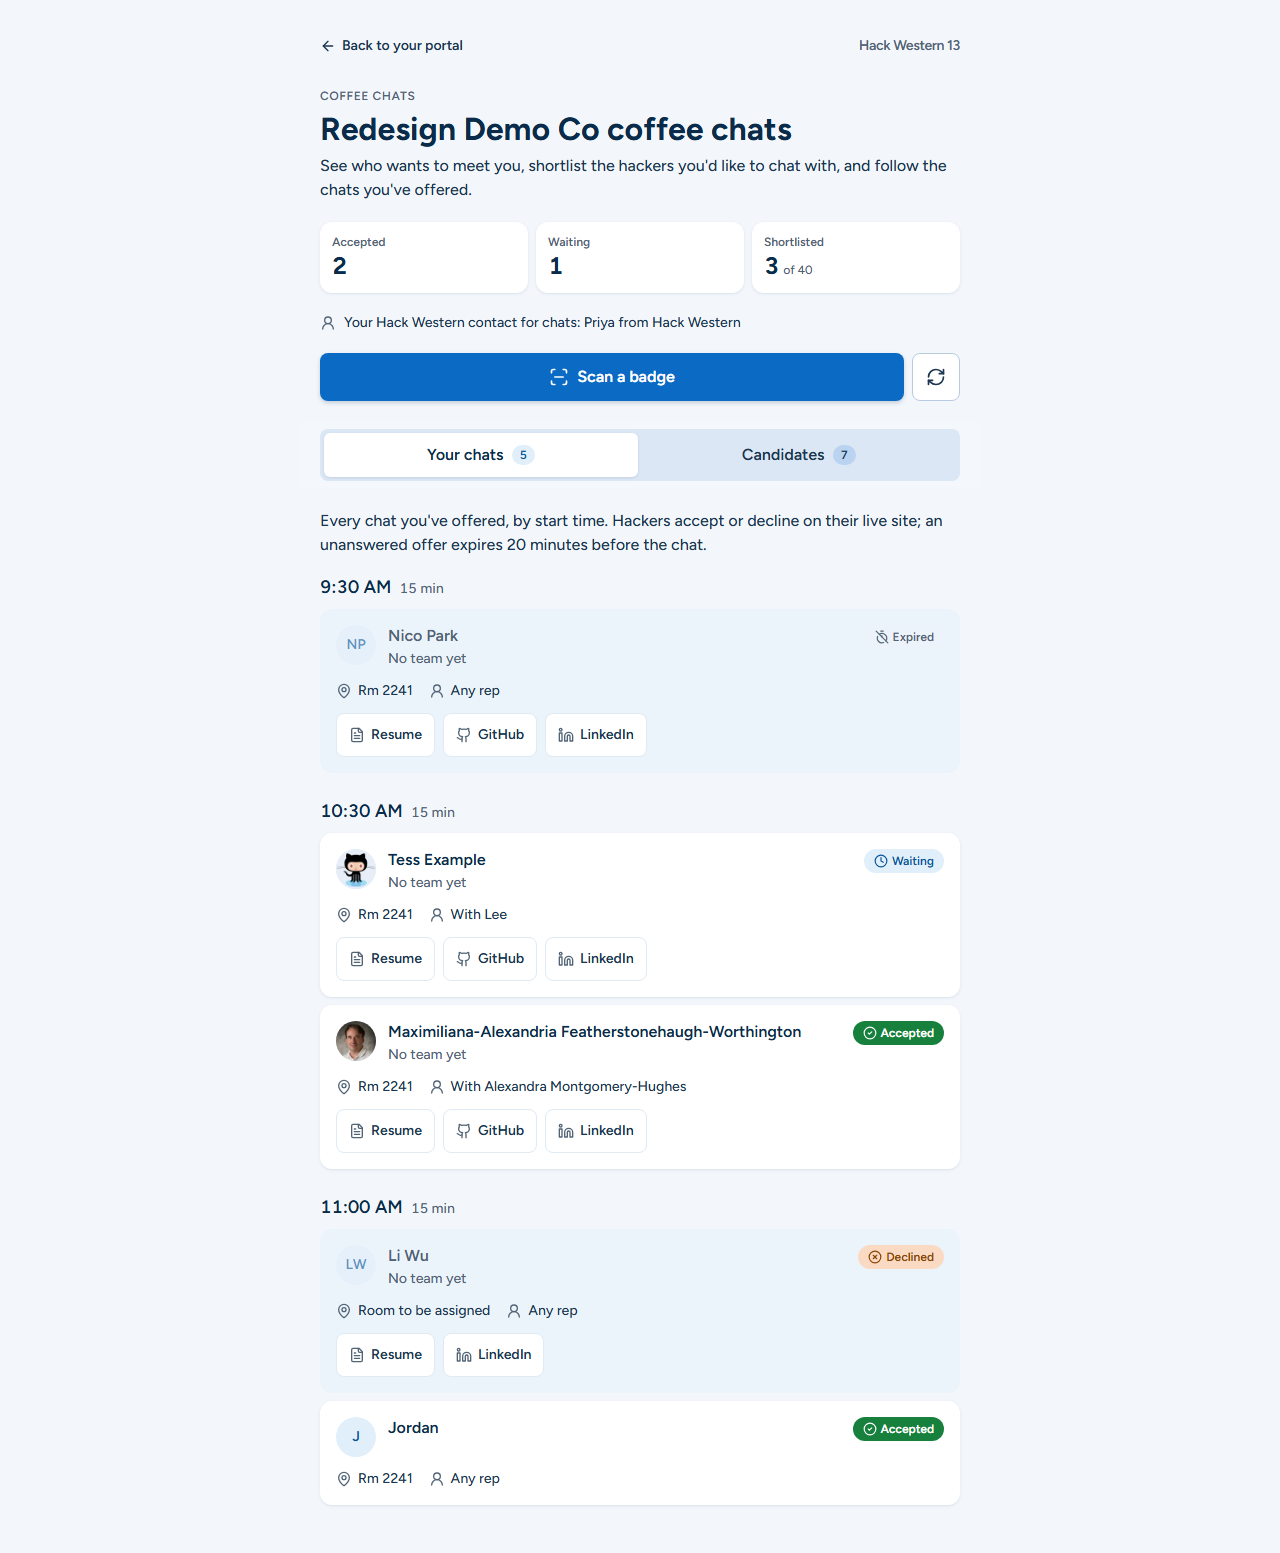 Back to your portal
Hack Western 13
COFFEE CHATS
Redesign Demo Co coffee chats
See who wants to meet you, shortlist the hackers you'd like to chat with, and follow the
chats you've offered.
Accepted
2
Waiting
1
Shortlisted
3 of 40
Your Hack Western contact for chats: Priya from Hack Western
Scan a badge
Your chats 5
Candidates 7
Every chat you've offered, by start time. Hackers accept or decline on their live site; an
unanswered offer expires 20 minutes before the chat.
9:30 AM 15 min
NP
Nico Park
Expired
No team yet
Rm 2241 Any rep
Resume GitHub LinkedIn
10:30 AM 15 min
Tess Example
Waiting
No team yet
Rm 2241 With Lee
Resume GitHub LinkedIn
Maximiliana-Alexandria Featherstonehaugh-Worthington
Accepted
No team yet
Rm 2241 With Alexandra Montgomery-Hughes
Resume GitHub LinkedIn
11:00 AM 15 min
LW
Li Wu
Declined
No team yet
Room to be assigned Any rep
Resume LinkedIn
J
Jordan
Accepted
Rm 2241 Any rep